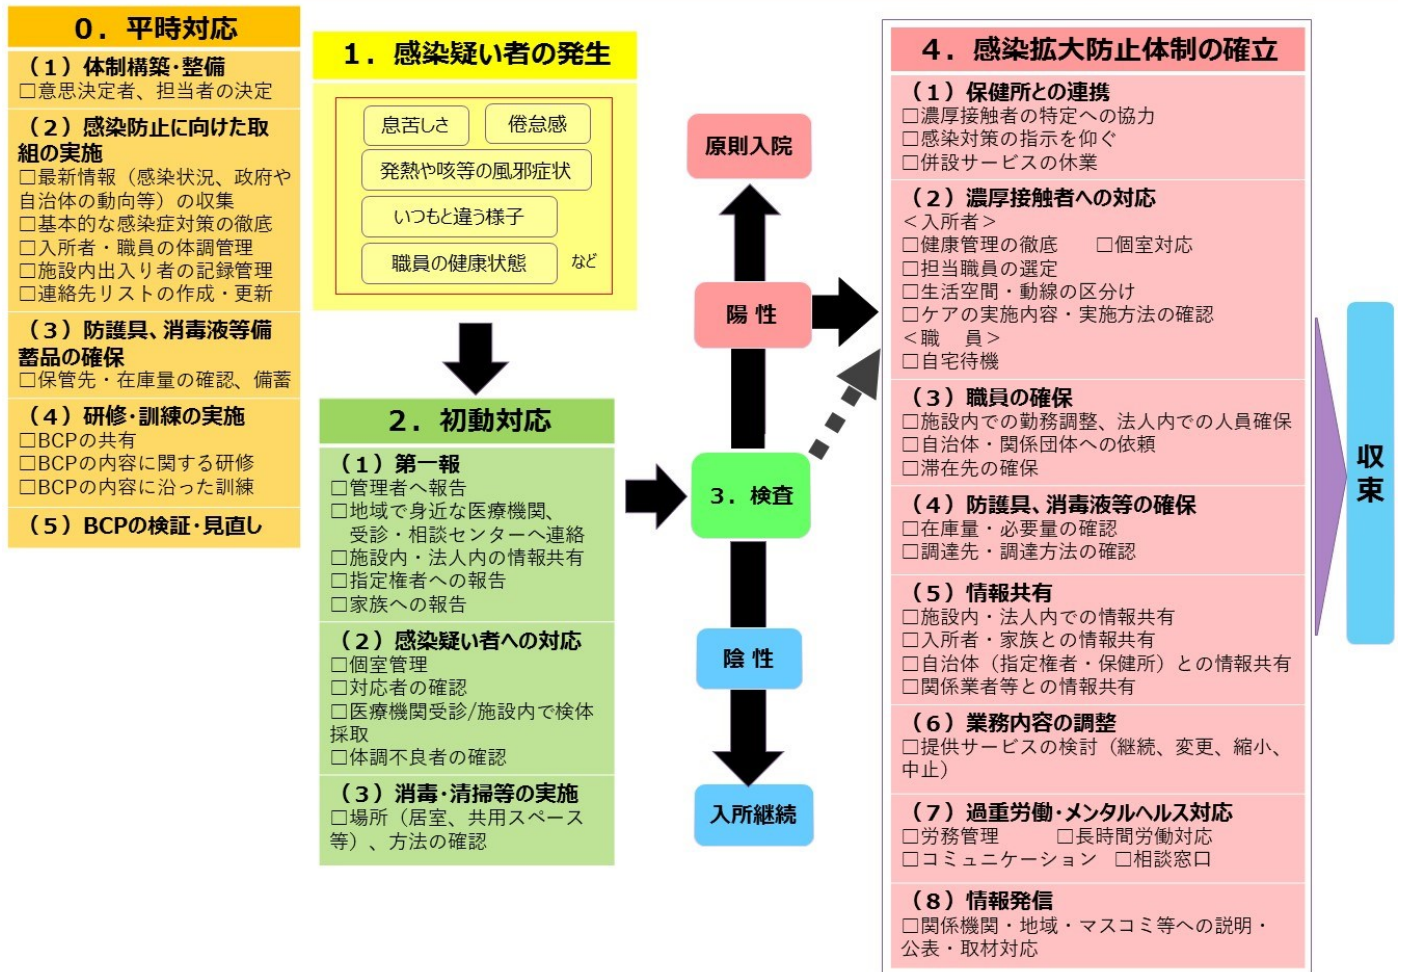 0．平時対応
（1）体制構築・整備
□意思決定者、担当者の決定
（2）感染防止に向けた取
組の実施
□最新情報（感染状況、政府や
自治体の動向等）の収集
□基本的な感染症対策の徹底
□入所者・職員の体調管理
□施設内出入り者の記録管理
□連絡先リストの作成・更新
（3）防護具、消毒液等備
蓄品の確保
□保管先・在庫量の確認、備蓄
（4）研修・訓練の実施
□BCPの共有
□BCPの内容に関する研修
□BCPの内容に沿った訓練
（5）BCPの検証・見直し
1．感染疑い者の発生
息苦しさ
倦怠感
発熱や咳等の風邪症状
いつもと違う様子
職員の健康状態
など
2．初動対応
（1）第一報
□管理者へ報告
□地域で身近な医療機関、
受診・相談センターへ連絡
□施設内・法人内の情報共有
□指定権者への報告
□家族への報告
（2）感染疑い者への対応
□個室管理
□対応者の確認
□医療機関受診/施設内で検体
採取
□体調不良者の確認
（3）消毒・清掃等の実施
□場所（居室、共用スペース
等）、方法の確認
原則入院
陽 性
3．検査
陰 性
入所継続
4．感染拡大防止体制の確立
（1）保健所との連携
□濃厚接触者の特定への協力
□感染対策の指示を仰ぐ
□併設サービスの休業
（2）濃厚接触者への対応
＜入所者＞
□健康管理の徹底　　□個室対応
□担当職員の選定
□生活空間・動線の区分け
□ケアの実施内容・実施方法の確認
＜職　員＞
□自宅待機
（3）職員の確保
□施設内での勤務調整、法人内での人員確保
□自治体・関係団体への依頼
□滞在先の確保
（4）防護具、消毒液等の確保
□在庫量・必要量の確認
□調達先・調達方法の確認
（5）情報共有
□施設内・法人内での情報共有
□入所者・家族との情報共有
□自治体（指定権者・保健所）との情報共有
□関係業者等との情報共有
（6）業務内容の調整
□提供サービスの検討（継続、変更、縮小、
中止）
（7）過重労働・メンタルヘルス対応
□労務管理　　　□長時間労働対応
□コミュニケーション　□相談窓口
（8）情報発信
□関係機関・地域・マスコミ等への説明・
公表・取材対応
収束